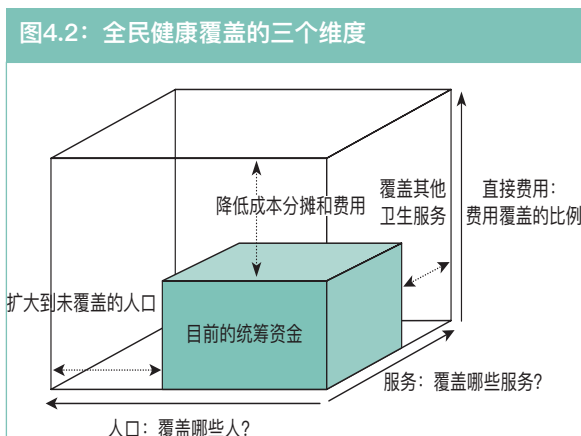 图4.2：全民健康覆盖的三个维度
降低成本分摊和费用
覆盖其他
卫生服务
直接费用：
费用覆盖的比例
扩大到未覆盖的人口
目前的统筹资金
服务：覆盖哪些服务？
人口：覆盖哪些人？